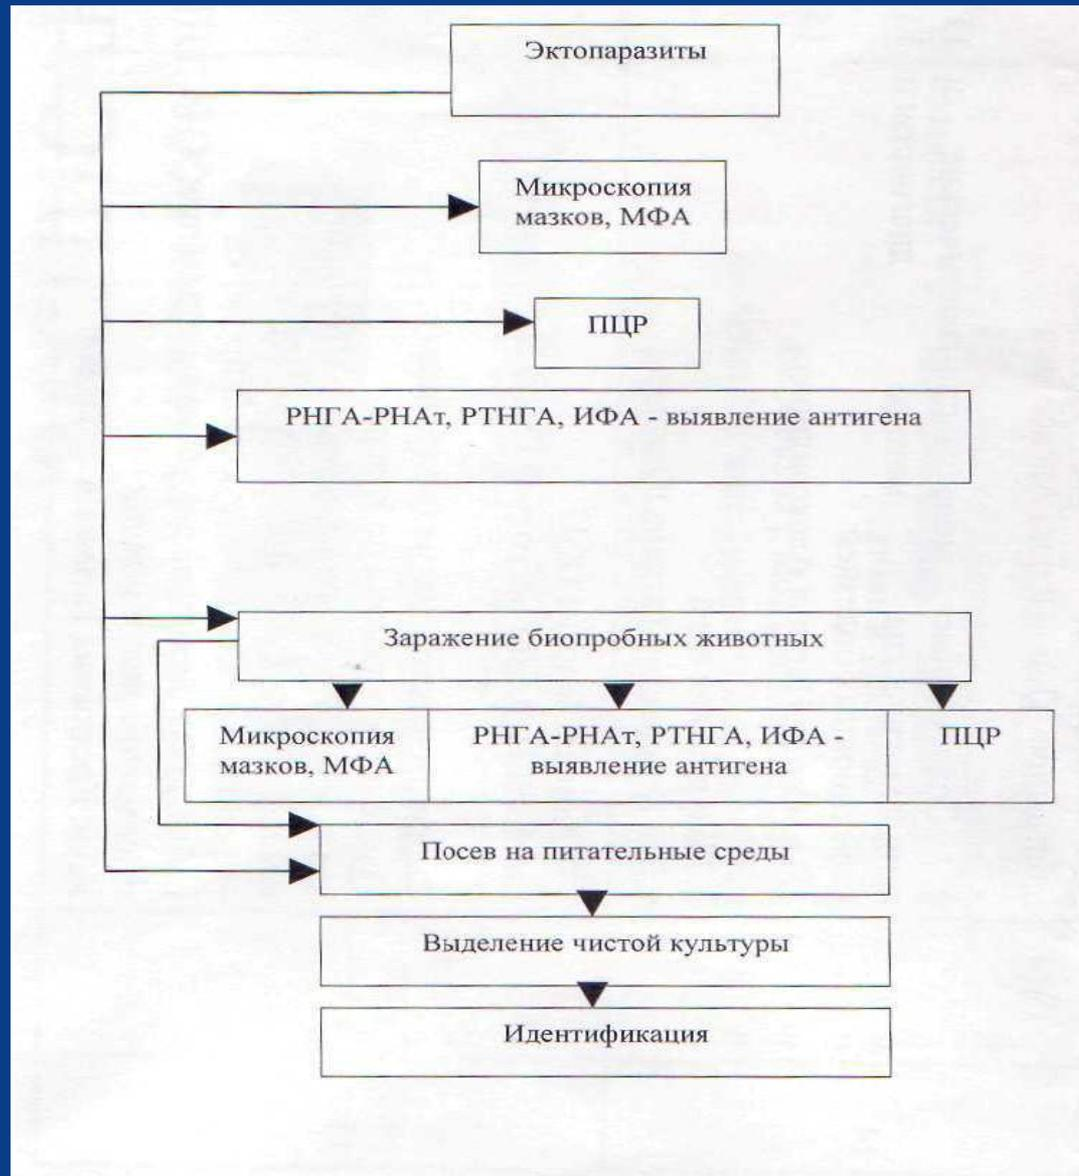 Эктопаразиты
Микроскопия
мазков, МФА
ПЦР
РНГА-РНАт, РТНГА, ИФА - выявление антигена
Заражение биопробных животных
Микроскопия
мазков, МФА
РНГА-РНАт, РТНГА, ИФА -
выявление антигена
ПЦР
Посев на питательные среды
Выделение чистой культуры
Идентификация